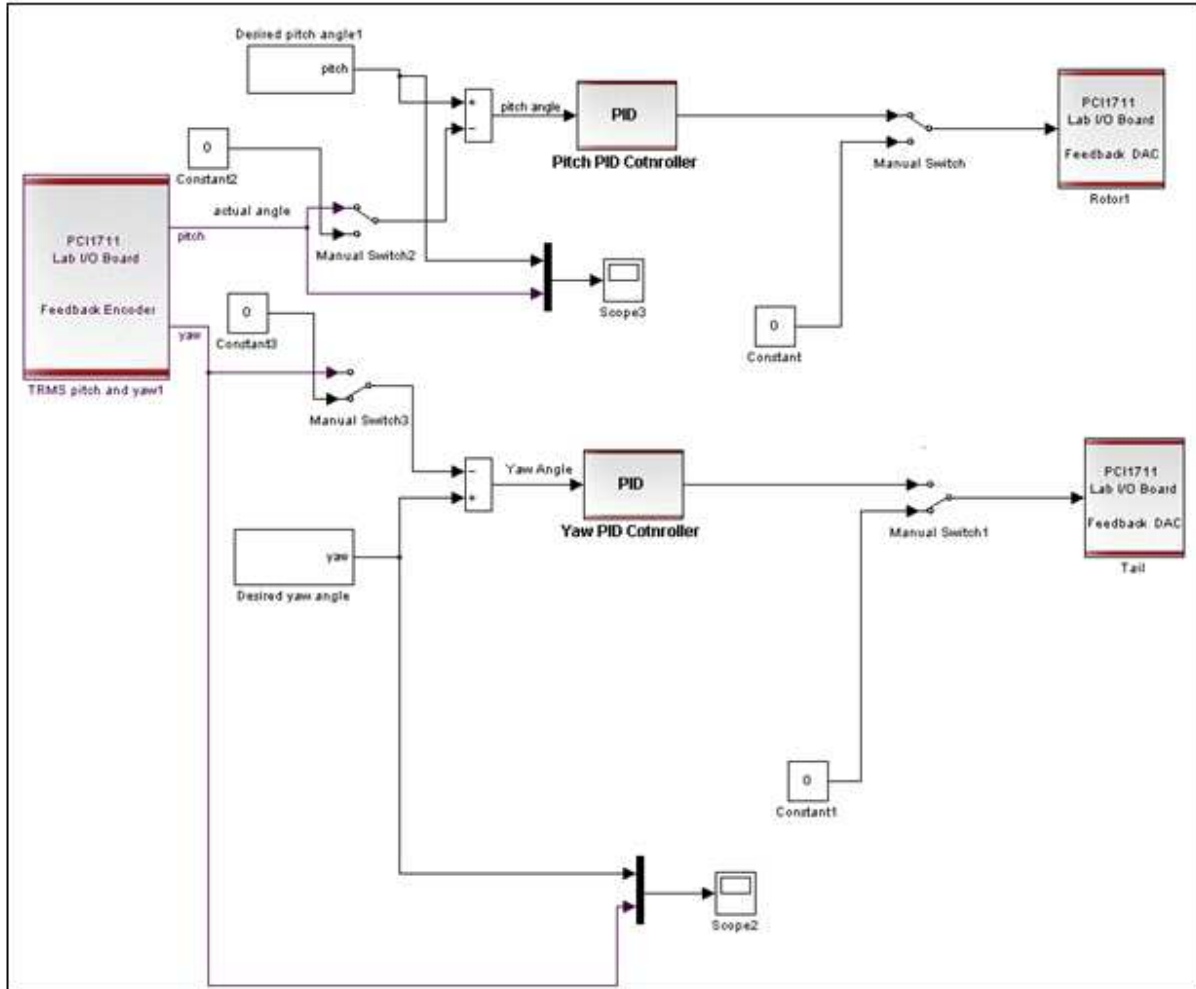 Desired pitch angle1
pitch
+
−
pitch angle
PID
Pitch PID Cotnroller
Manual Switch
PCI1711
Lab I/O Board
Feedback DAC
Rotor1
0
Constant2
actual angle
Manual Switch2
PCI1711
Lab I/O Board
Feedback Encoder
pitch
yaw
TRMS pitch and yaw1
Scope3
0
Constant3
0
Constant
Manual Switch3
−
+
Yaw Angle
PID
Yaw PID Cotnroller
Manual Switch1
PCI1711
Lab I/O Board
Feedback DAC
Tail
yaw
Desired yaw angle
0
Constant1
Scope2